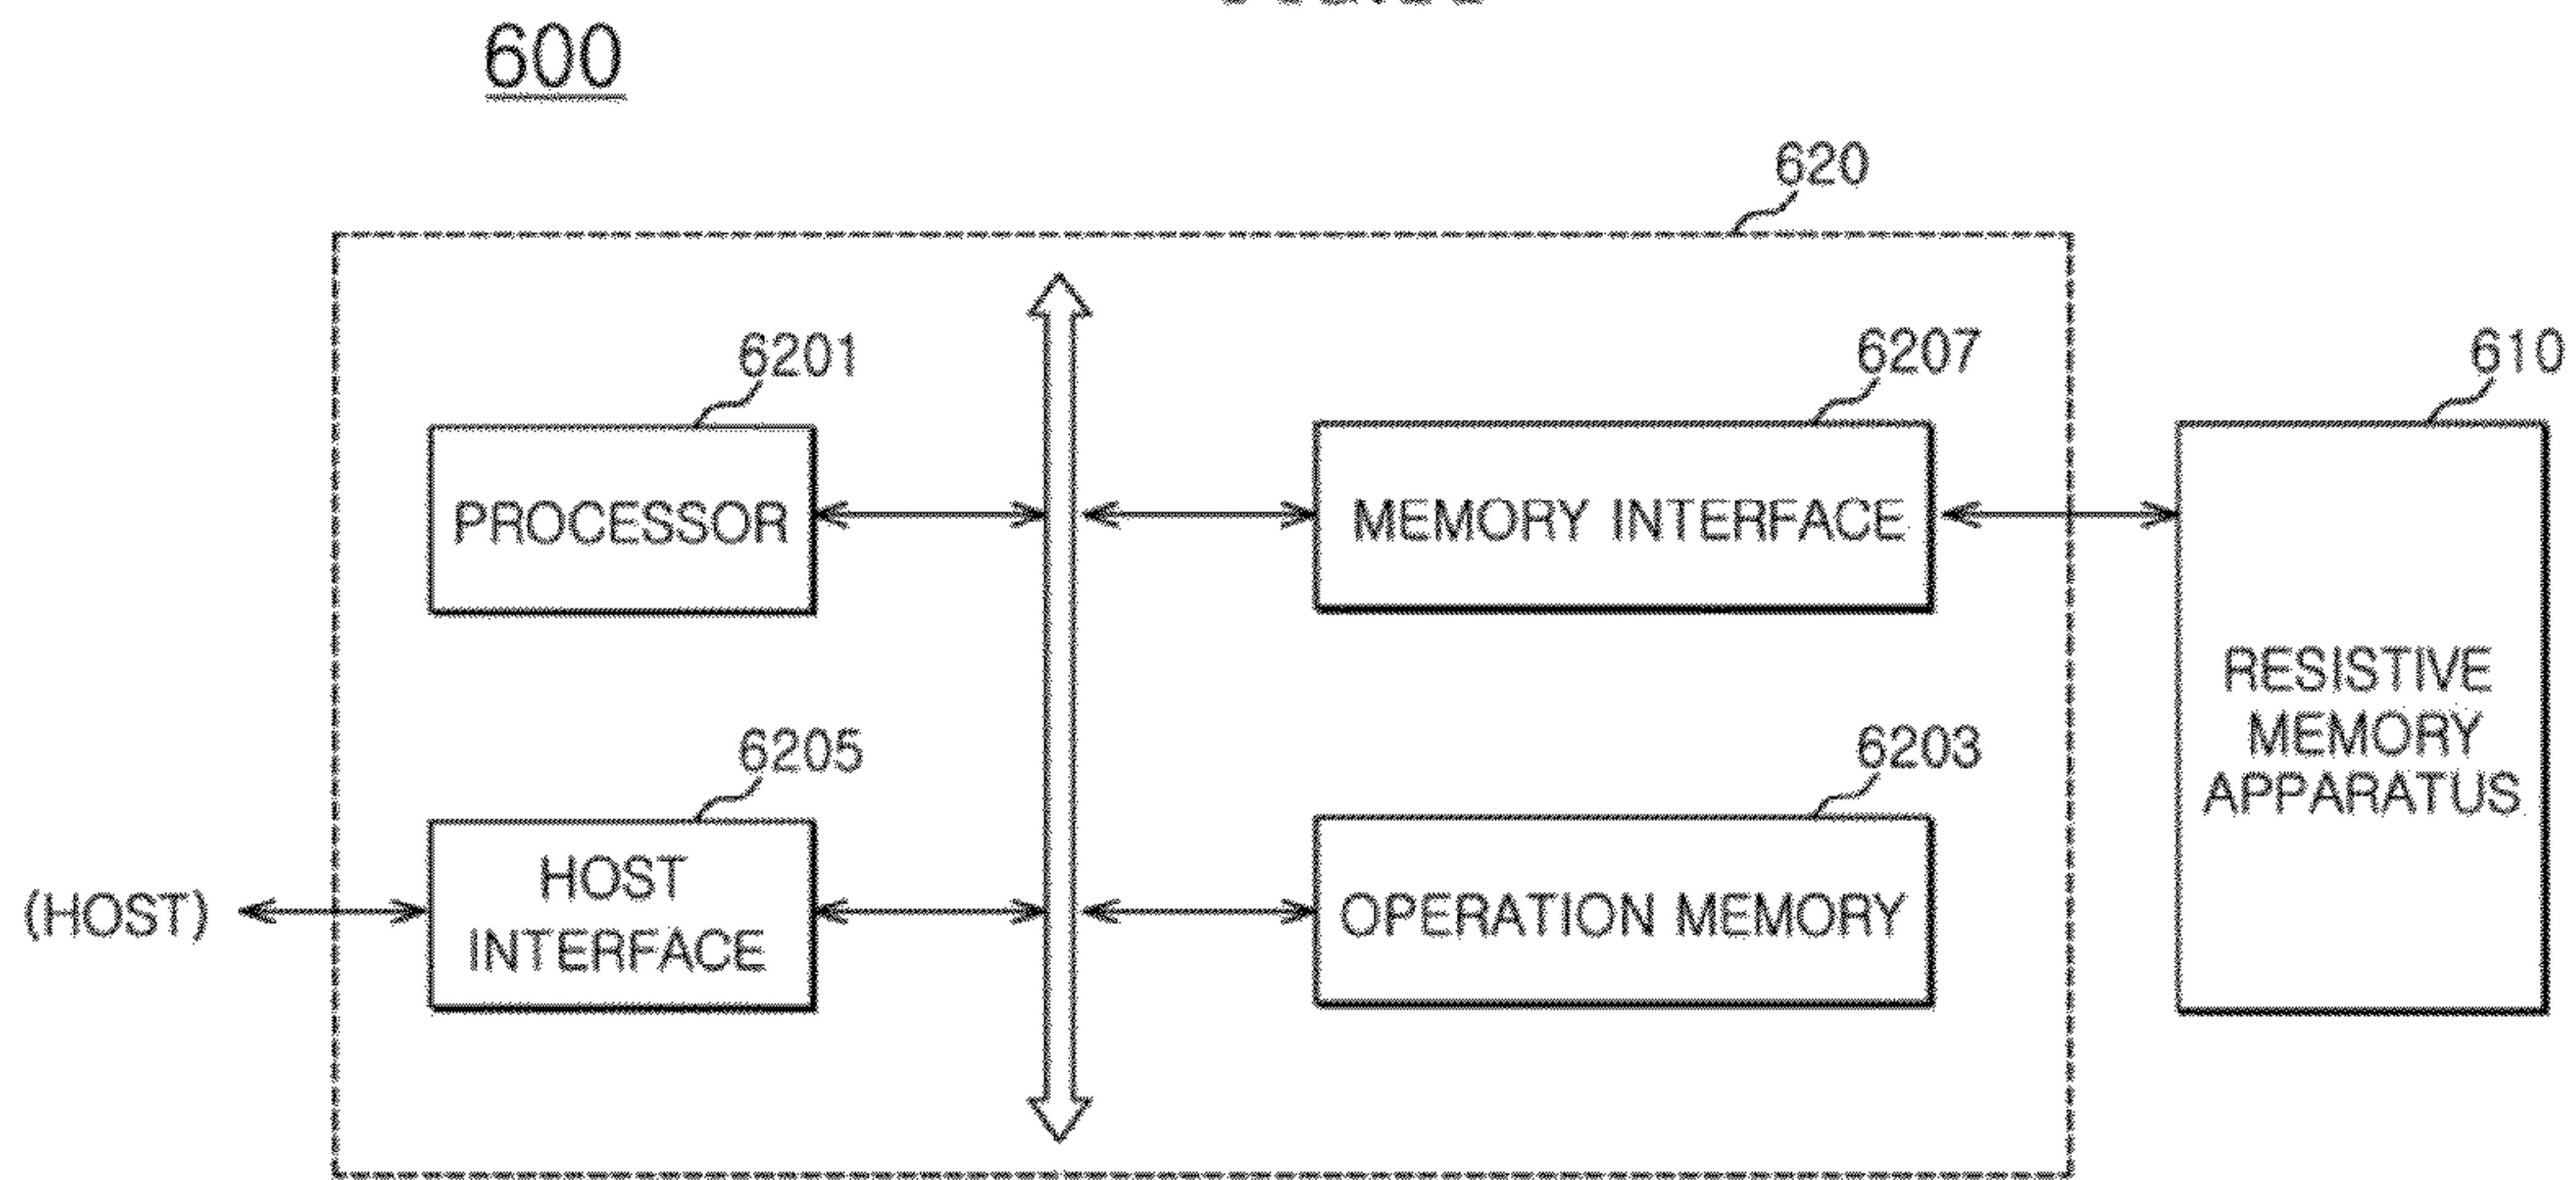 600
620
6201
6207
610
PROCESSOR
MEMORY INTERFACE
RESISTIVE
MEMORY
APPARATUS
6205
6203
(HOST)
HOST
INTERFACE
OPERATION MEMORY